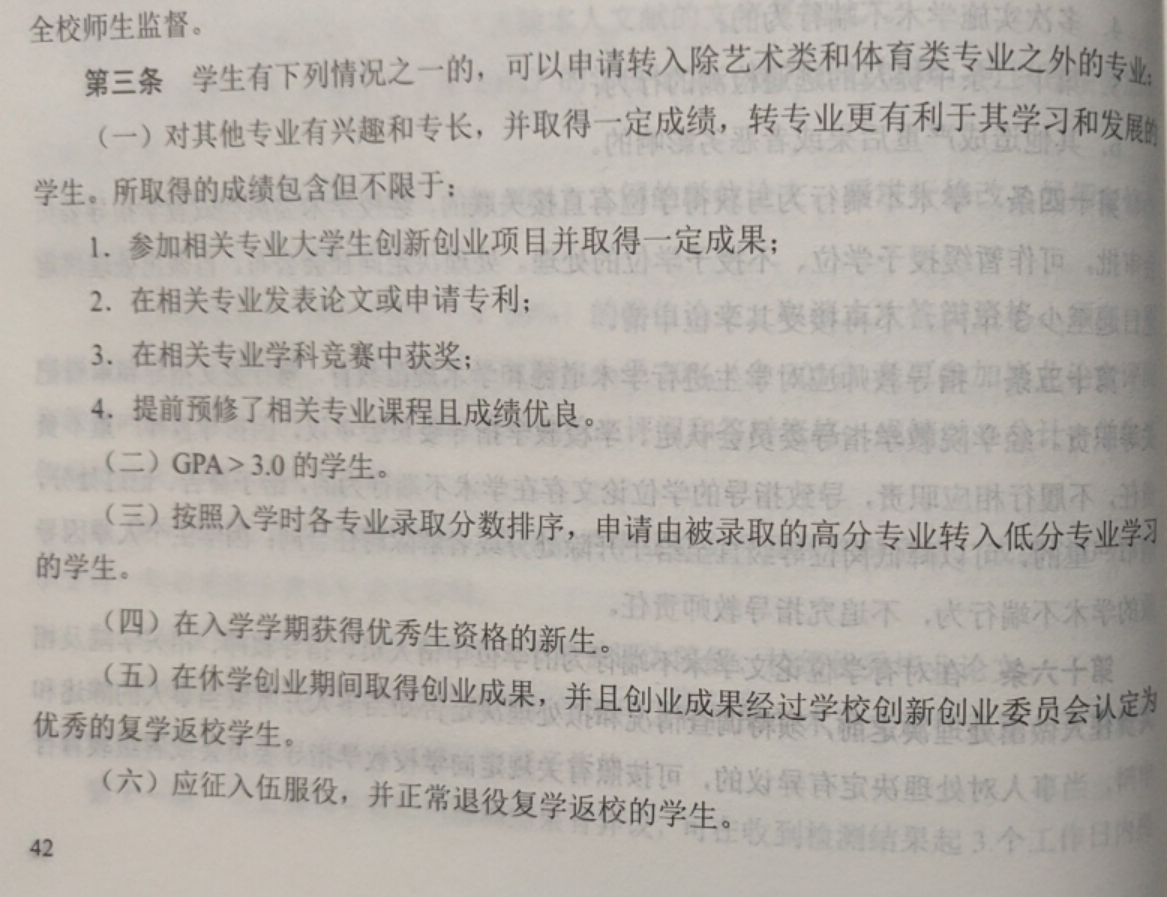 全校师生监督。
第三条 学生有下列情况之一的，可以申请转入除艺术类和体育类专业之外的专业：
（一）对其他专业有兴趣和专长，并取得一定成绩，转专业更有利于其学习和发展的
学生。所取得的成绩包含但不限于：
1．参加相关专业大学生创新创业项目并取得一定成果；
2．在相关专业发表论文或申请专利；
3．在相关专业学科竞赛中获奖；
4．提前预修了相关专业课程且成绩优良。
（二）GPA > 3.0 的学生。
（三）按照入学时各专业录取分数排序，申请由被录取的高分专业转入低分专业学习
的学生。
（四）在入学学期获得优秀生资格的新生。
（五）在休学创业期间取得创业成果，并且创业成果经过学校创新创业委员会认定为
优秀的复学返校学生。
（六）应征入伍服役，并正常退役复学返校的学生。
42